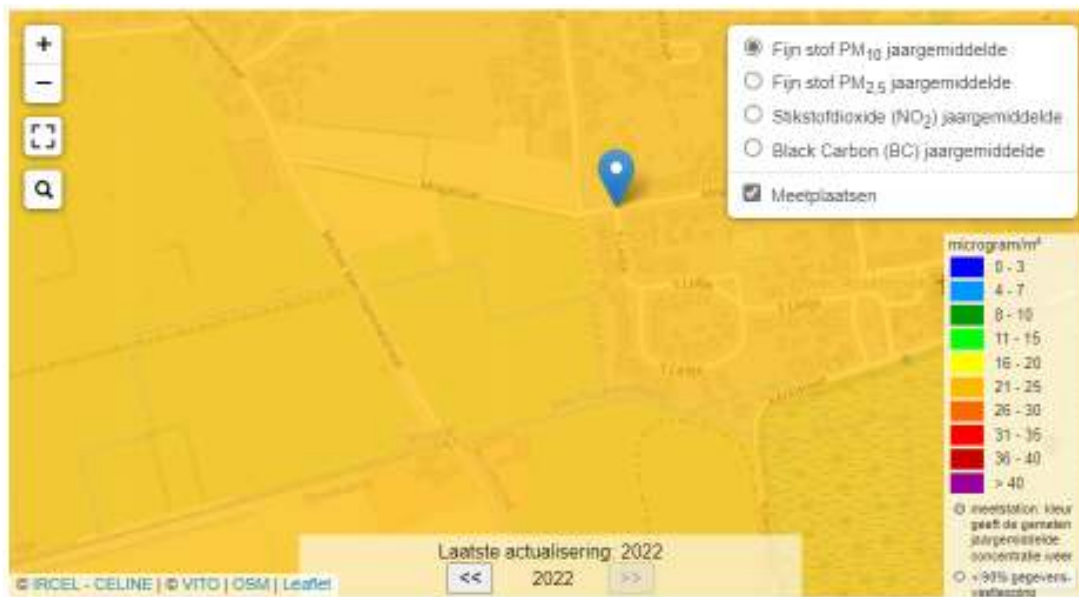 +
−
Fijn stof PM10 jaargemiddelde
Fijn stof PM2,5 jaargemiddelde
Stikstofdioxide (NO2) jaargemiddelde
Black Carbon (BC) jaargemiddelde
Meetplaatsen
microgram/m³
0 - 3
4 - 7
8 - 10
11 - 15
16 - 20
21 - 25
26 - 30
31 - 35
36 - 40
> 40
meetstation: kleur
geeft de gemeten
jaargemiddelde
concentratie weer
< 90% gegevens-
Laatste actualisering: 2022
<< 2022 >>
© IRCEL - CELINE | © VITO | OSM | Leaflet